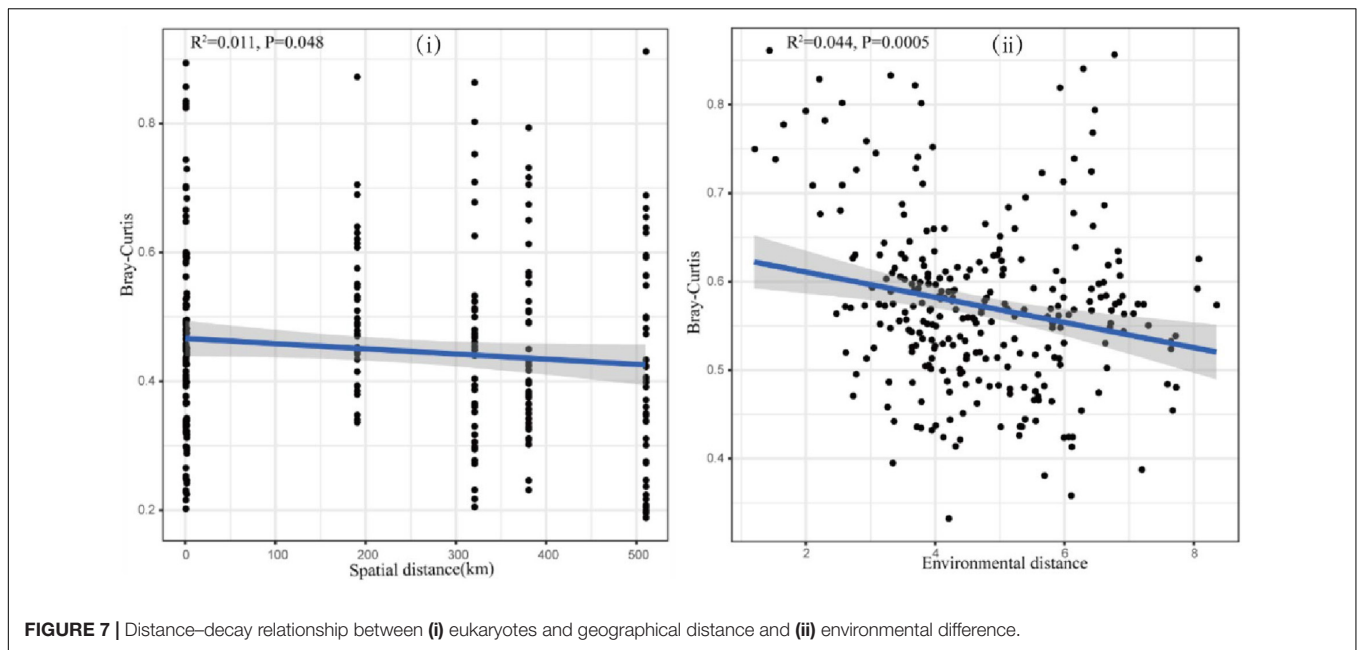 R²=0.011, P=0.048 (i)
0.8
0.6
0.4
0.2
Bray-Curtis
0 100 200 300 400 500
Spatial distance(km)
R²=0.044, P=0.0005 (ii)
0.8
0.7
0.6
0.5
0.4
Bray-Curtis
2 4 6 8
Environmental distance
FIGURE 7 | Distance–decay relationship between (i) eukaryotes and geographical distance and (ii) environmental difference.